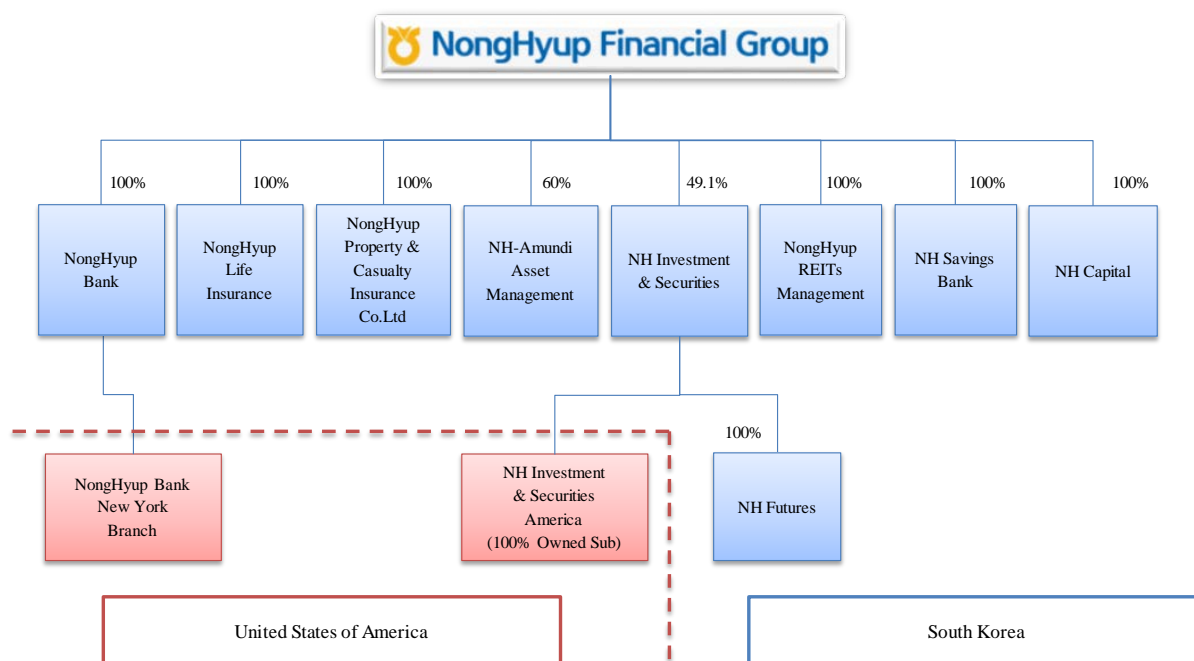 NongHyup Financial Group
100%
100%
100%
60%
49.1%
100%
100%
100%
NongHyup
Bank
NongHyup
Life
Insurance
NongHyup
Property &
Casualty
Insurance
Co.Ltd
NH-Amundi
Asset
Management
NH Investment
& Securities
NongHyup
REITs
Management
NH Savings
Bank
NH Capital
100%
NongHyup Bank
New York
Branch
NH Investment
& Securities
America
(100% Owned Sub)
NH Futures
United States of America
South Korea